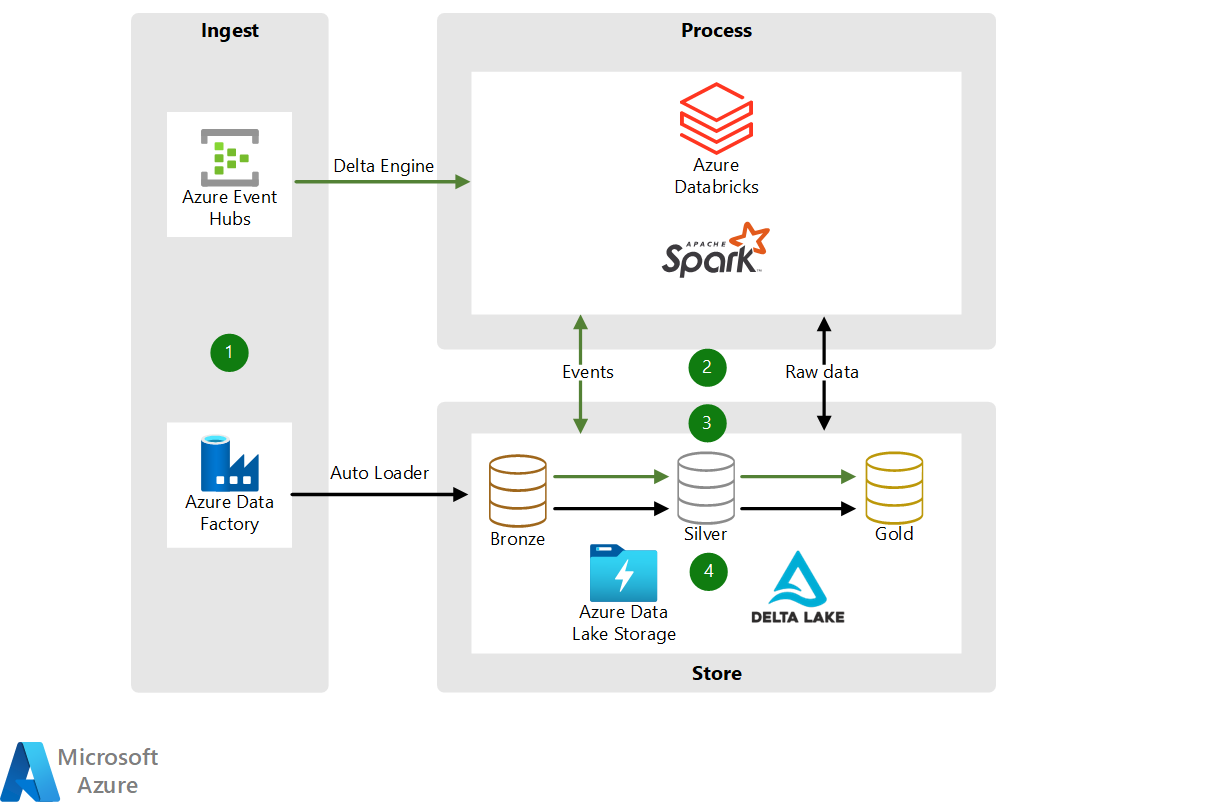 Ingest
Process
Azure Event
Hubs
Delta Engine
Azure
Databricks
APACHE
Spark
TM
1
Events
2
Raw data
3
Azure Data
Factory
Auto Loader
Bronze
Silver
Gold
4
Azure Data
Lake Storage
DELTA LAKE
Store
Microsoft
Azure